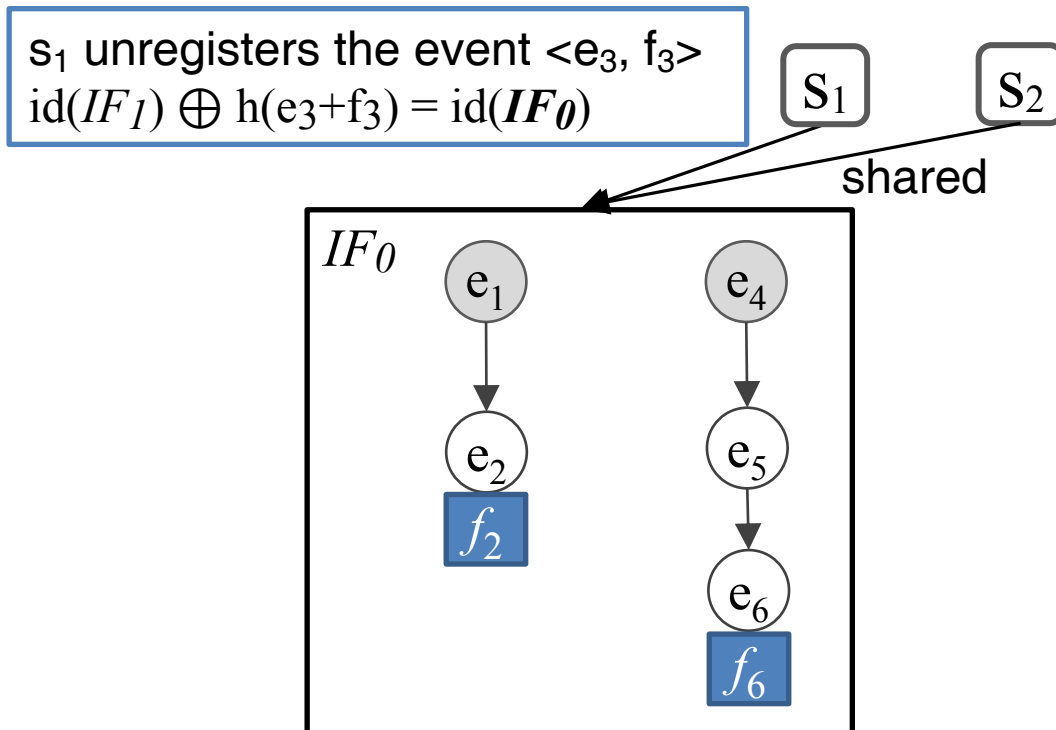 s₁ unregisters the event <e₃, f₃>
id(IF₁) ⊕ h(e₃+f₃) = id(IF₀)
s₁
s₂
shared
IF₀
e₁
e₄
e₂
e₅
f₂
e₆
f₆